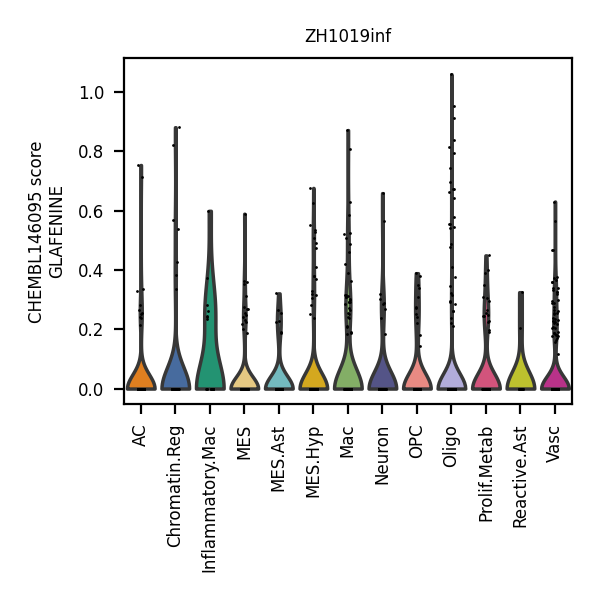 ZH1019inf
CHEMBL146095 score
GLAFENINE
1.0
0.8
0.6
0.4
0.2
0.0
AC
Chromatin.Reg
Inflammatory.Mac
MES
MES.Ast
MES.Hyp
Mac
Neuron
OPC
Oligo
Prolif.Metab
Reactive.Ast
Vasc